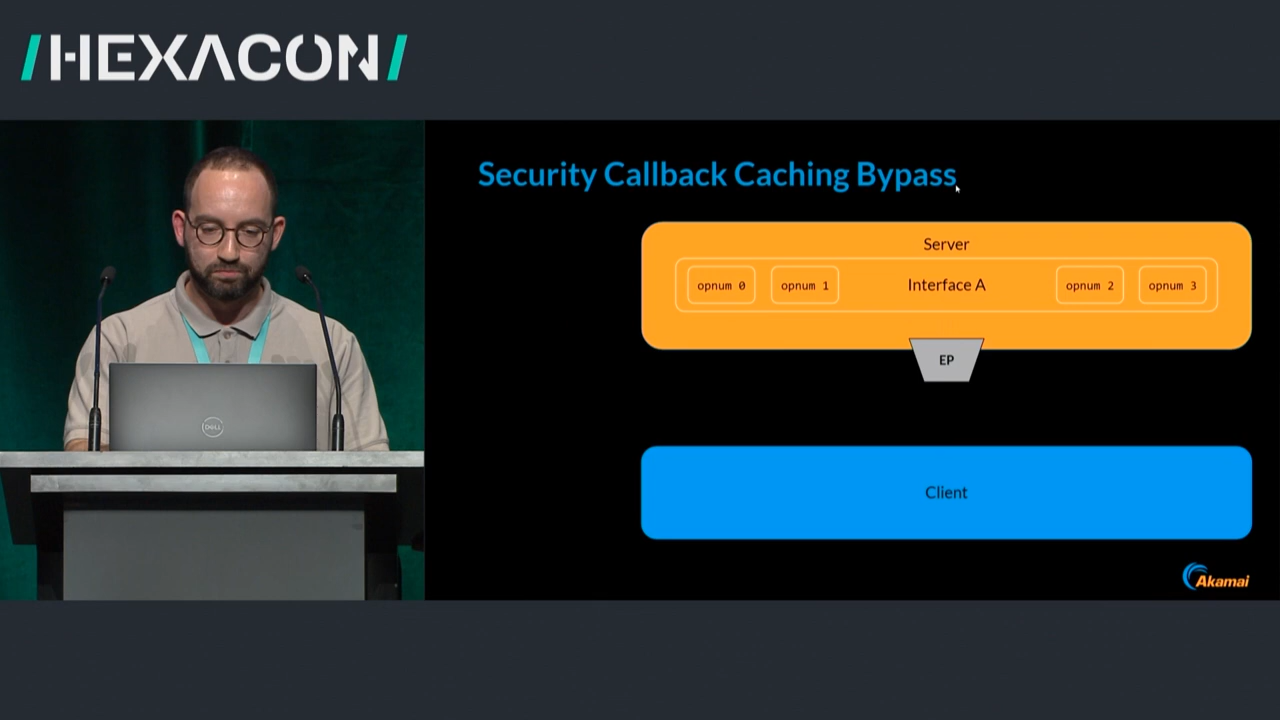 /HEXACON/
Security Callback Caching Bypass
Server
opnum 0 opnum 1 Interface A opnum 2 opnum 3
EP
DELL
Client
Akamai